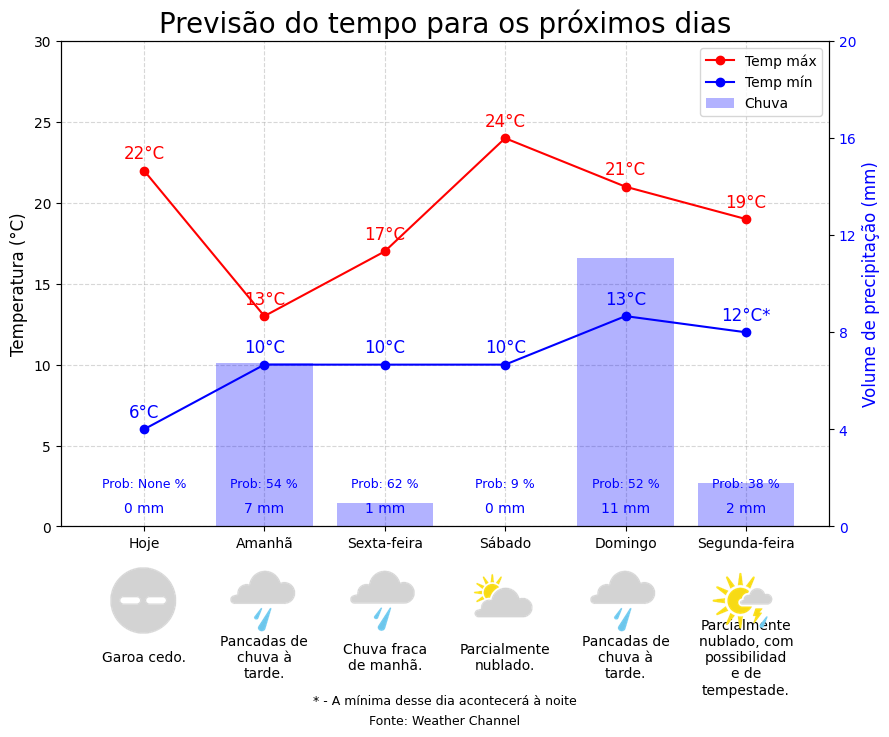 Previsão do tempo para os próximos dias
Temperatura (°C)
Volume de precipitação (mm)
30
25
20
15
10
5
0
20
16
12
8
4
0
Temp máx
Temp mín
Chuva
22°C
13°C
17°C
24°C
21°C
19°C
6°C
10°C
10°C
10°C
13°C
12°C*
Prob: None %
Prob: 54 %
Prob: 62 %
Prob: 9 %
Prob: 52 %
Prob: 38 %
0 mm
7 mm
1 mm
0 mm
11 mm
2 mm
Hoje
Amanhã
Sexta-feira
Sábado
Domingo
Segunda-feira
Garoa cedo.
Pancadas de
chuva à
tarde.
Chuva fraca
de manhã.
Parcialmente
nublado.
Pancadas de
chuva à
tarde.
Parcialmente
nublado, com
possibilidad
e de
tempestade.
* - A mínima desse dia acontecerá à noite
Fonte: Weather Channel